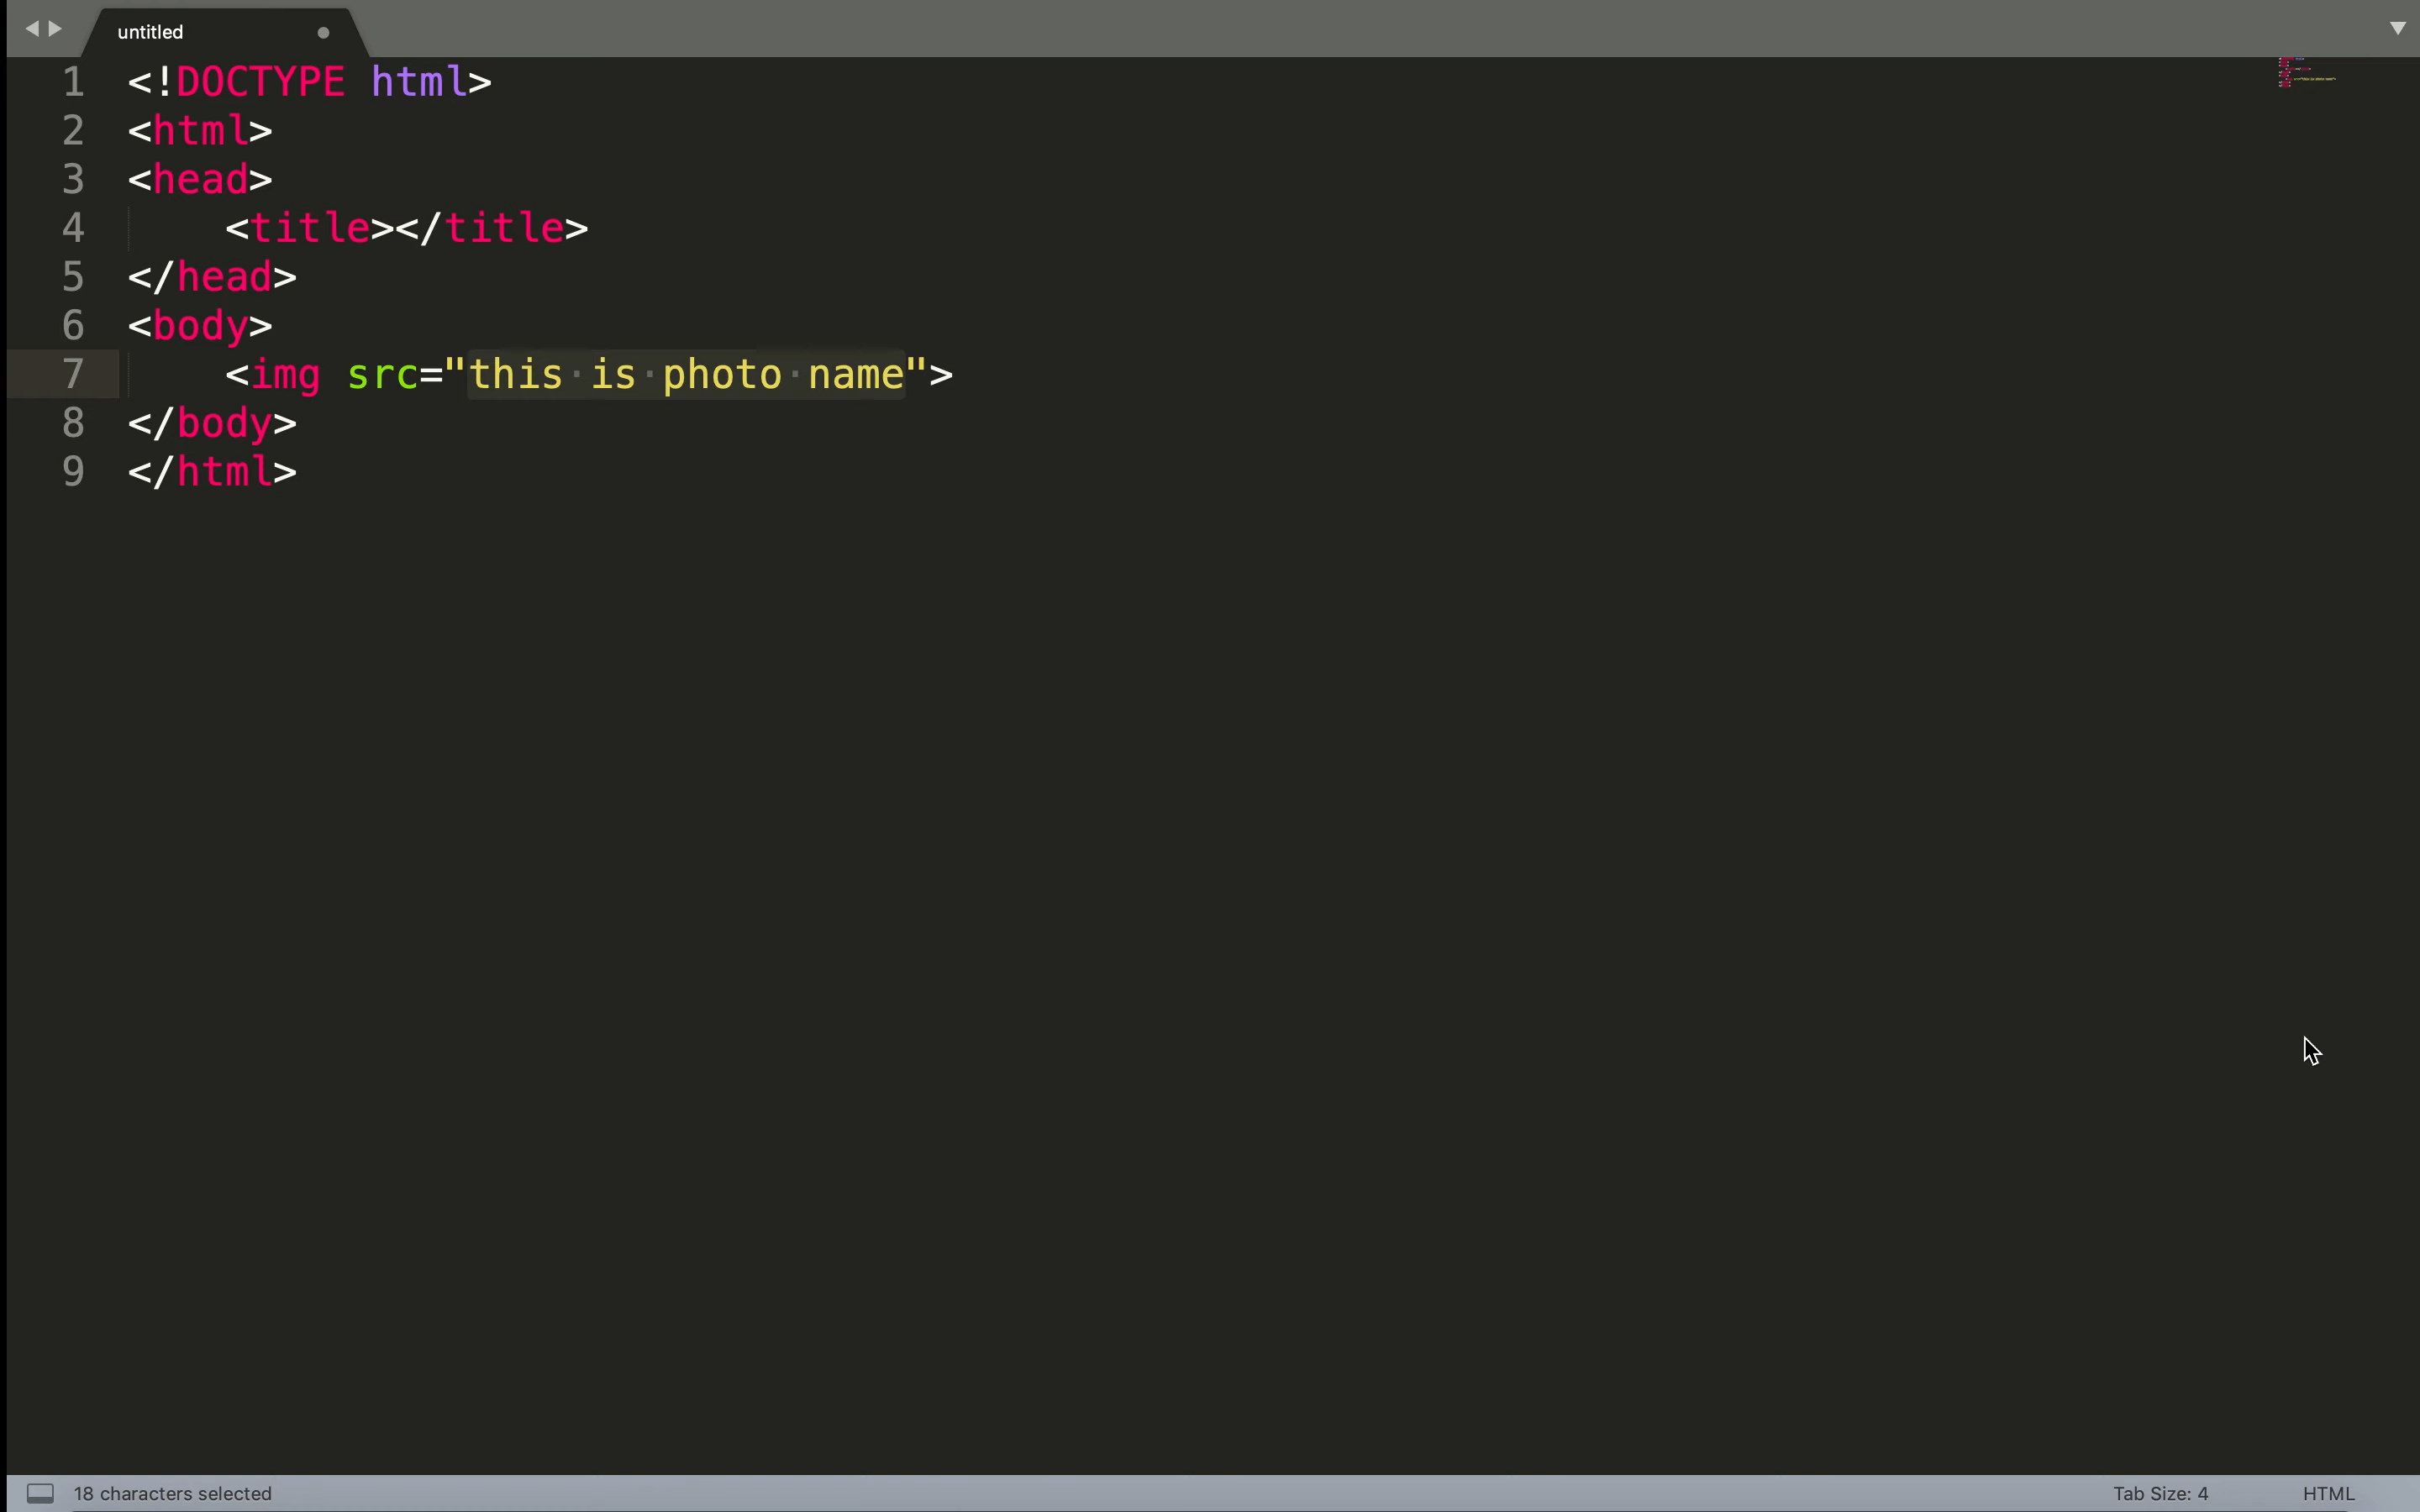 untitled
1 <!DOCTYPE html>
2 <html>
3 <head>
4     <title></title>
5 </head>
6 <body>
7     <img src="this is photo name">
8 </body>
9 </html>
18 characters selected Tab Size: 4 HTML